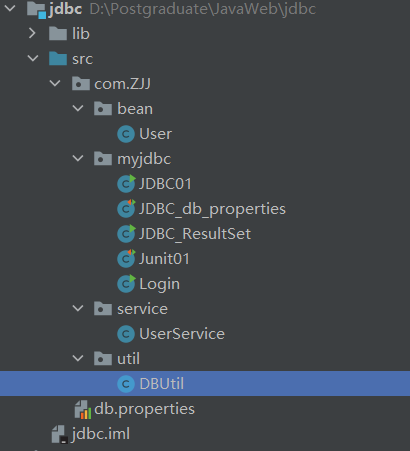 jdbc D:\Postgraduate\JavaWeb\jdbc
lib
src
com.ZJJ
bean
User
myjdbc
JDBC01
JDBC_db_properties
JDBC_ResultSet
Junit01
Login
service
UserService
util
DBUtil
db.properties
jdbc.iml